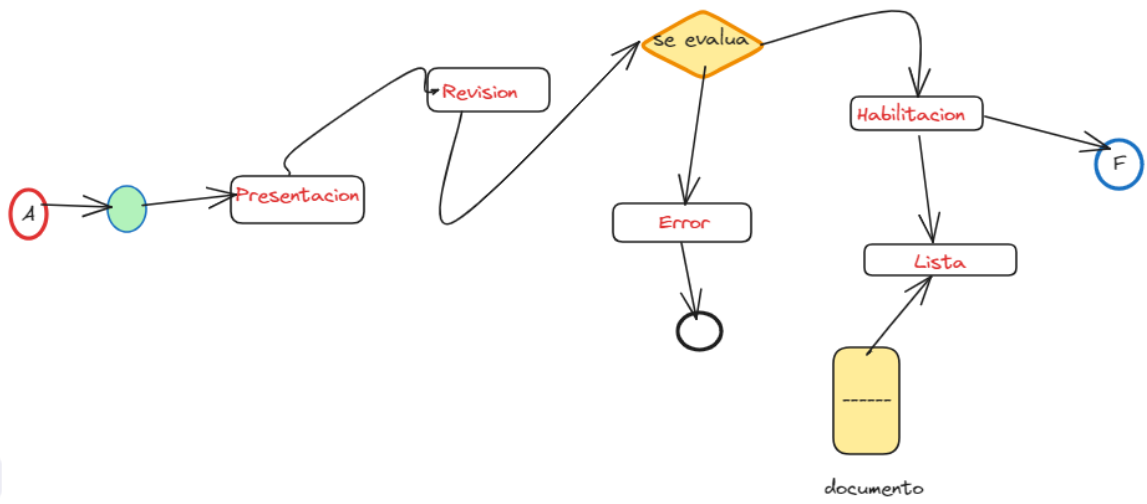 se evalua
Revision
Habilitacion
F
Presentacion
A
Error
Lista
------
documento